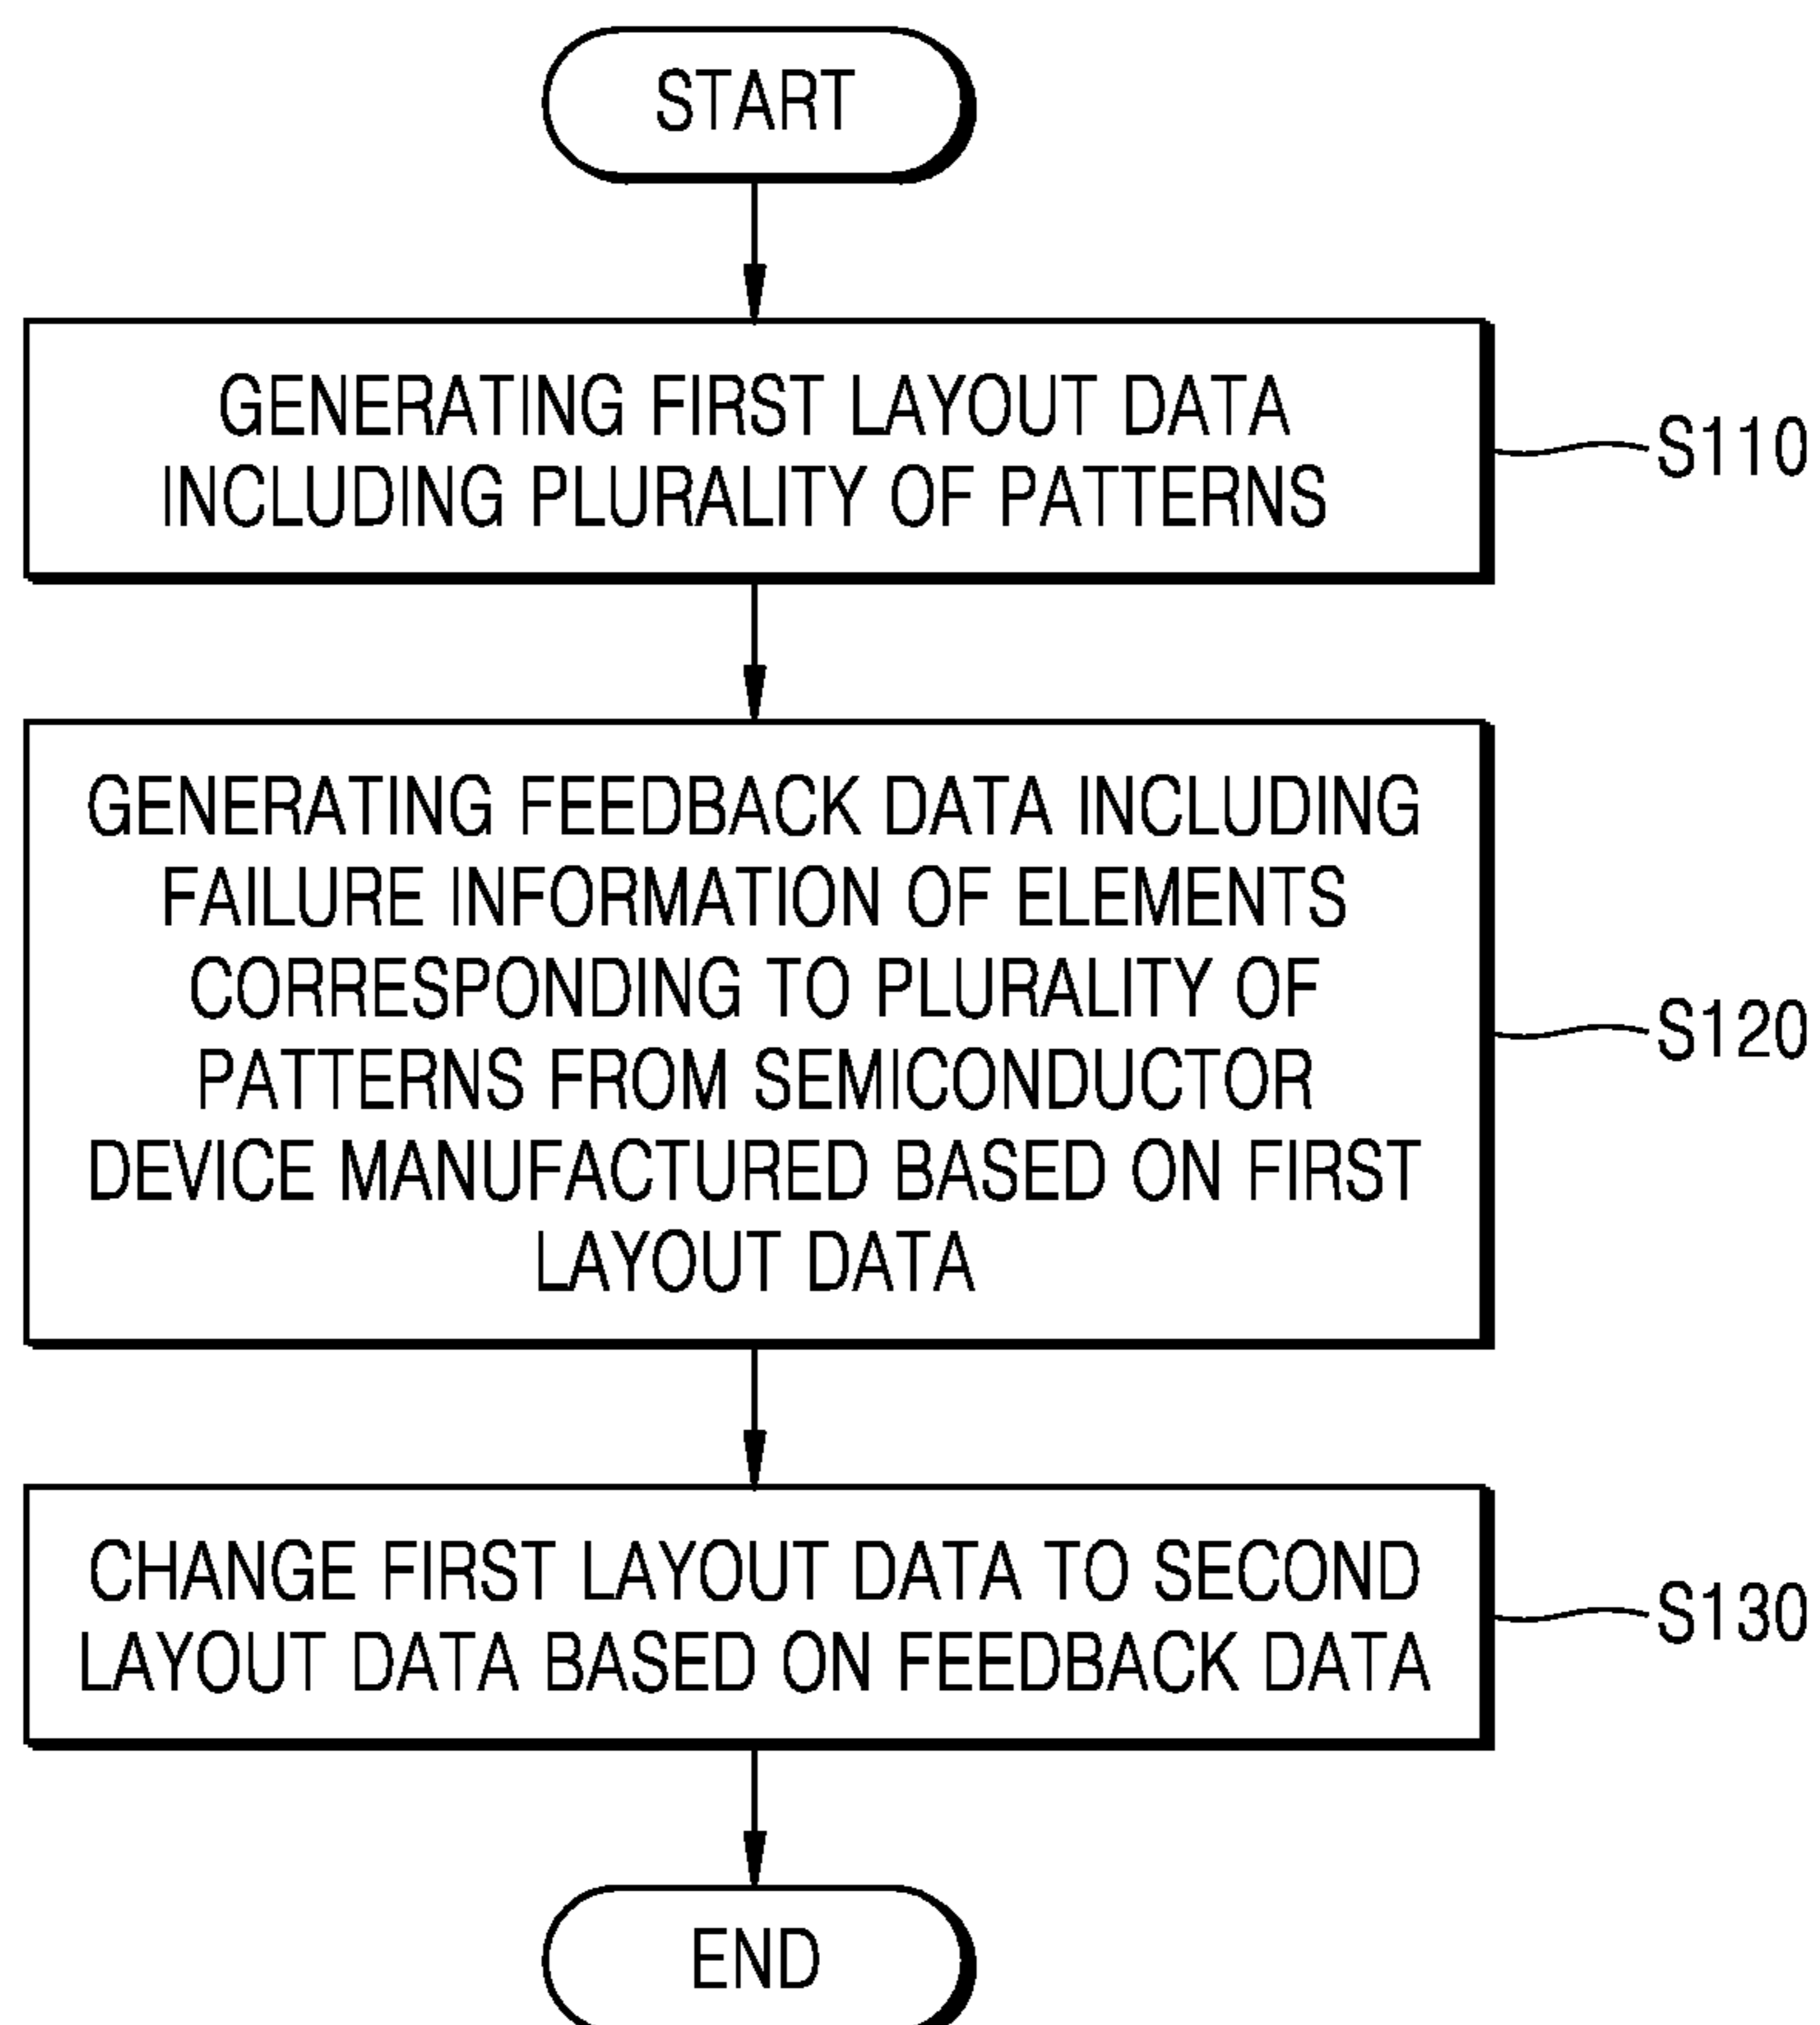 START
GENERATING FIRST LAYOUT DATA
INCLUDING PLURALITY OF PATTERNS
S110
GENERATING FEEDBACK DATA INCLUDING
FAILURE INFORMATION OF ELEMENTS
CORRESPONDING TO PLURALITY OF
PATTERNS FROM SEMICONDUCTOR
DEVICE MANUFACTURED BASED ON FIRST
LAYOUT DATA
S120
CHANGE FIRST LAYOUT DATA TO SECOND
LAYOUT DATA BASED ON FEEDBACK DATA
S130
END